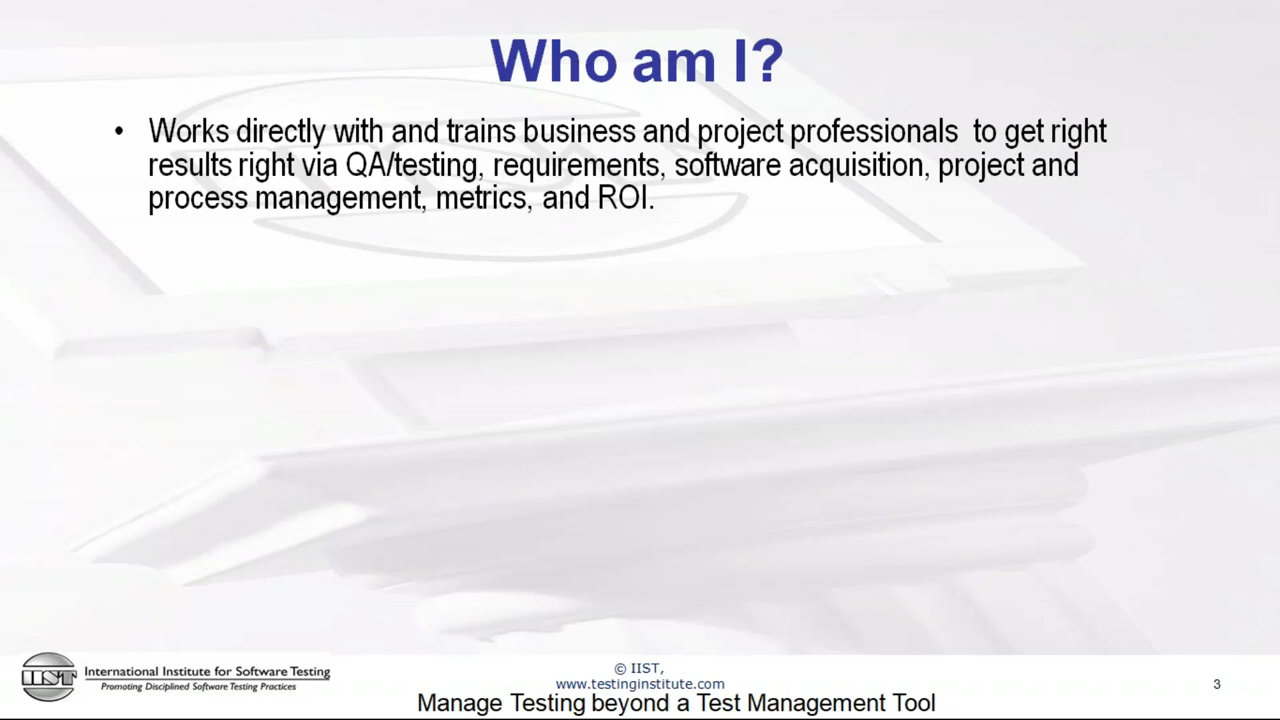 Who am I?
• Works directly with and trains business and project professionals to get right
results right via QA/testing, requirements, software acquisition, project and
process management, metrics, and ROI.
IIST
International Institute for Software Testing
Promoting Disciplined Software Testing Practices
© IIST,
www.testinginstitute.com
3
Manage Testing beyond a Test Management Tool